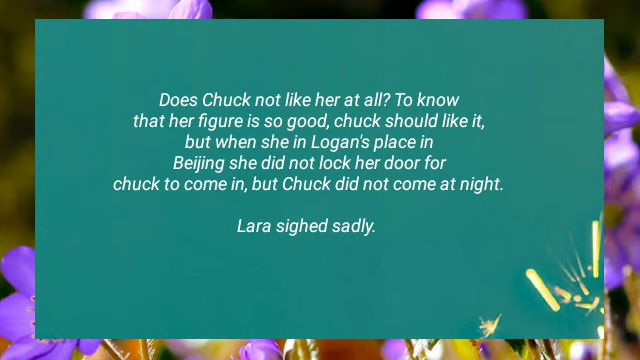 Does Chuck not like her at all? To know
that her figure is so good, chuck should like it,
but when she in Logan's place in
Beijing she did not lock her door for
chuck to come in, but Chuck did not come at night.
Lara sighed sadly.